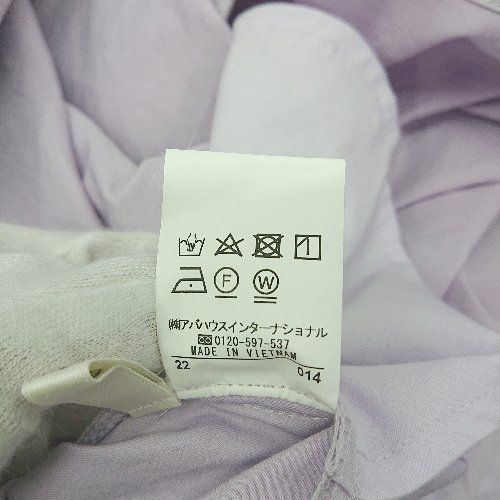 F W
㈱アバハウスインターナショナル
0120-597-537
MADE IN VIETNAM
22 014